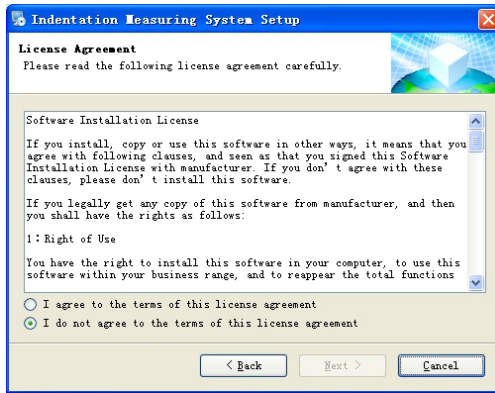 Indentation Measuring System Setup
License Agreement
Please read the following license agreement carefully.
Software Installation License
If you install, copy or use this software in other ways, it means that you
agree with following clauses, and seen as that you signed this Software
Installation License with manufacturer. If you don't agree with these
clauses, please don't install this software.
If you legally get any copy of this software from manufacturer, and then
you shall have the rights as follows:
1:Right of Use
You have the right to install this software in your computer, to use this
software within your business range, and to reappear the total functions
I agree to the terms of this license agreement
I do not agree to the terms of this license agreement
< Back Next > Cancel